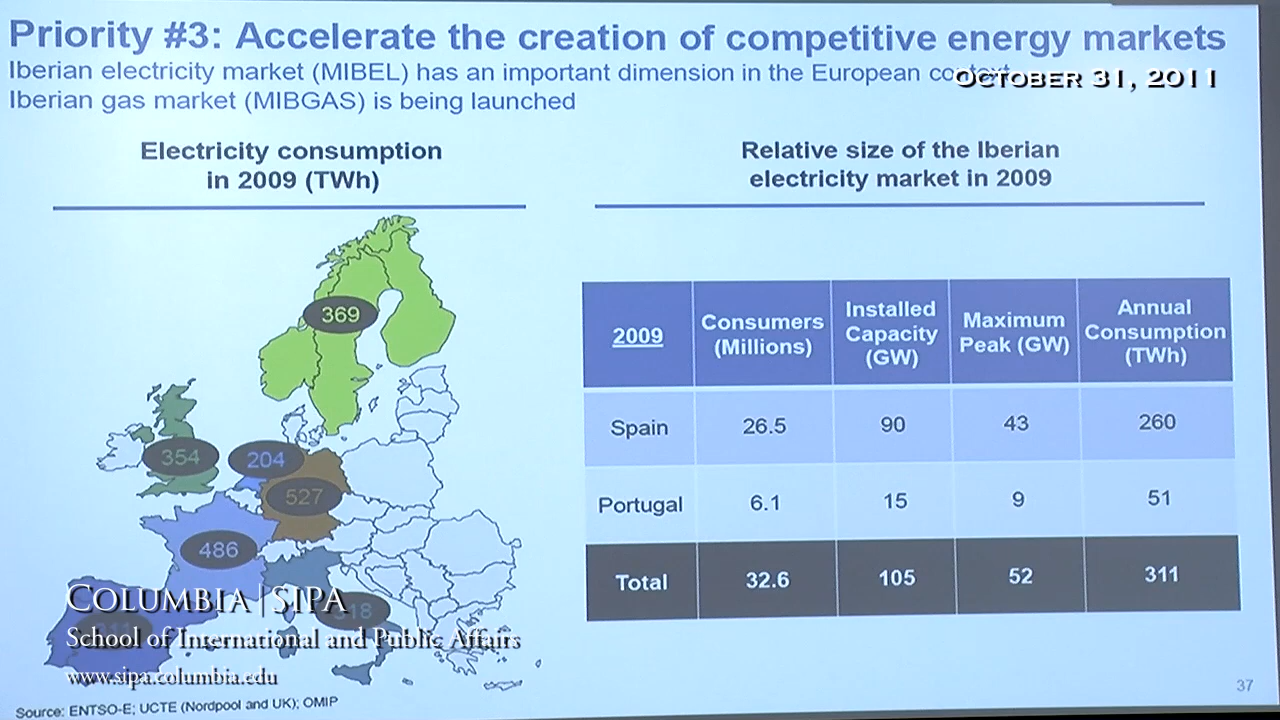 Priority #3: Accelerate the creation of competitive energy markets
Iberian electricity market (MIBEL) has an important dimension in the European
OCTOBER 31, 2011
Iberian gas market (MIBGAS) is being launched
Electricity consumption
in 2009 (TWh)
369
354
204
527
486
Relative size of the Iberian
electricity market in 2009
2009 Consumers (Millions) Installed Capacity (GW) Maximum Peak (GW) Annual Consumption (TWh)
Spain 26.5 90 43 260
Portugal 6.1 15 9 51
Total 32.6 105 52 311
COLUMBIA | SIPA
School of International and Public Affairs
www.sipa.columbia.edu
Source: ENTSO-E; UCTE (Nordpool and UK); OMIP
37